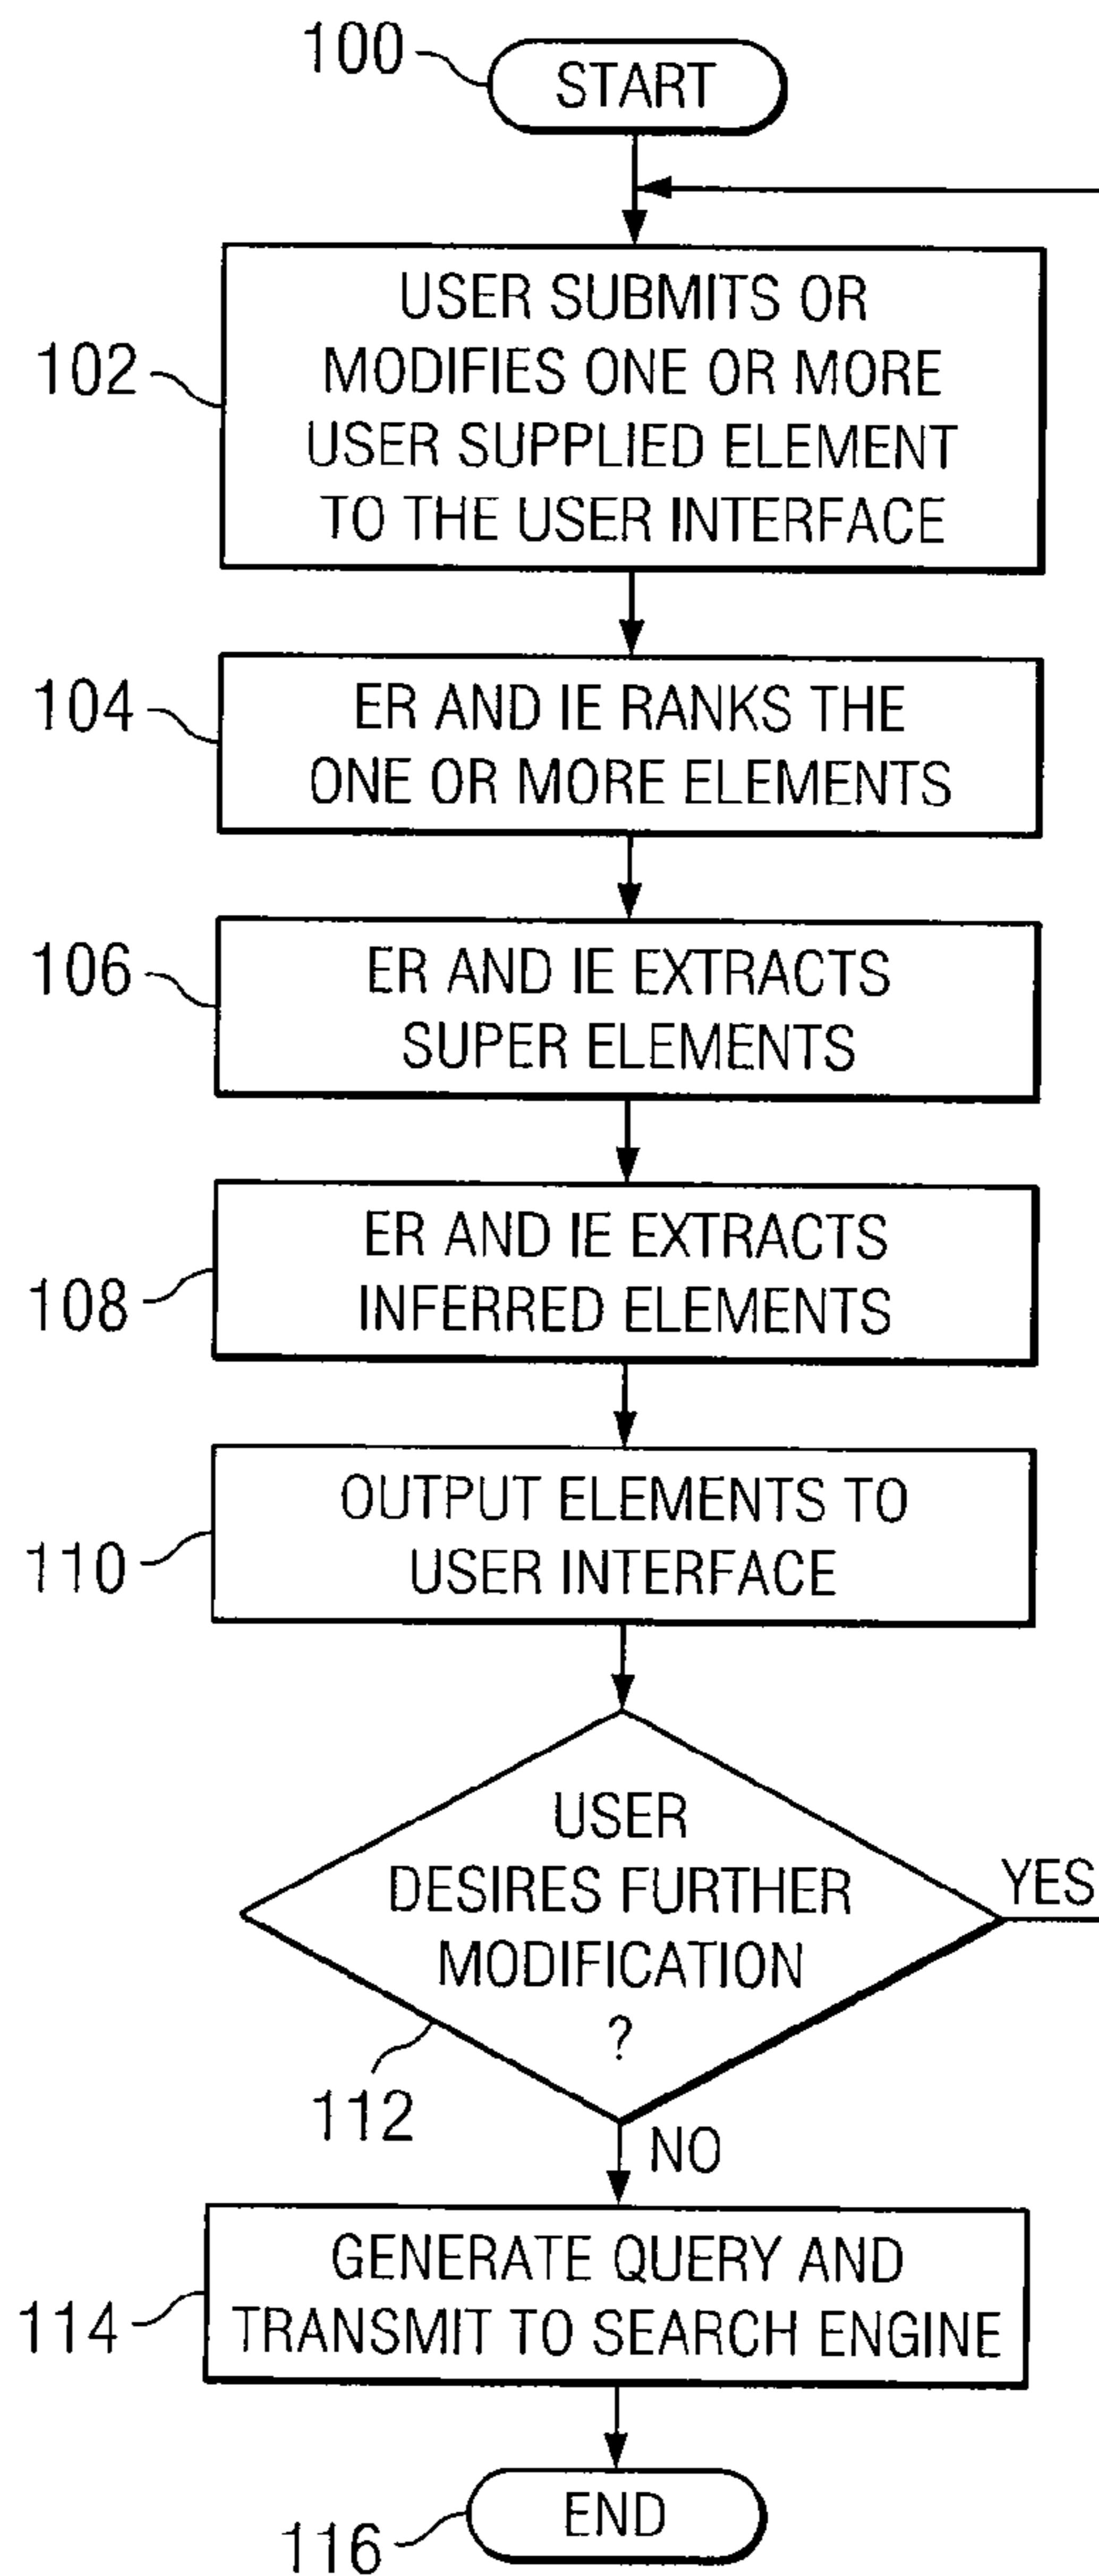 100
START
102
USER SUBMITS OR
MODIFIES ONE OR MORE
USER SUPPLIED ELEMENT
TO THE USER INTERFACE
104
ER AND IE RANKS THE
ONE OR MORE ELEMENTS
106
ER AND IE EXTRACTS
SUPER ELEMENTS
108
ER AND IE EXTRACTS
INFERRED ELEMENTS
110
OUTPUT ELEMENTS TO
USER INTERFACE
USER
DESIRES FURTHER
MODIFICATION
?
YES
112
NO
114
GENERATE QUERY AND
TRANSMIT TO SEARCH ENGINE
116
END